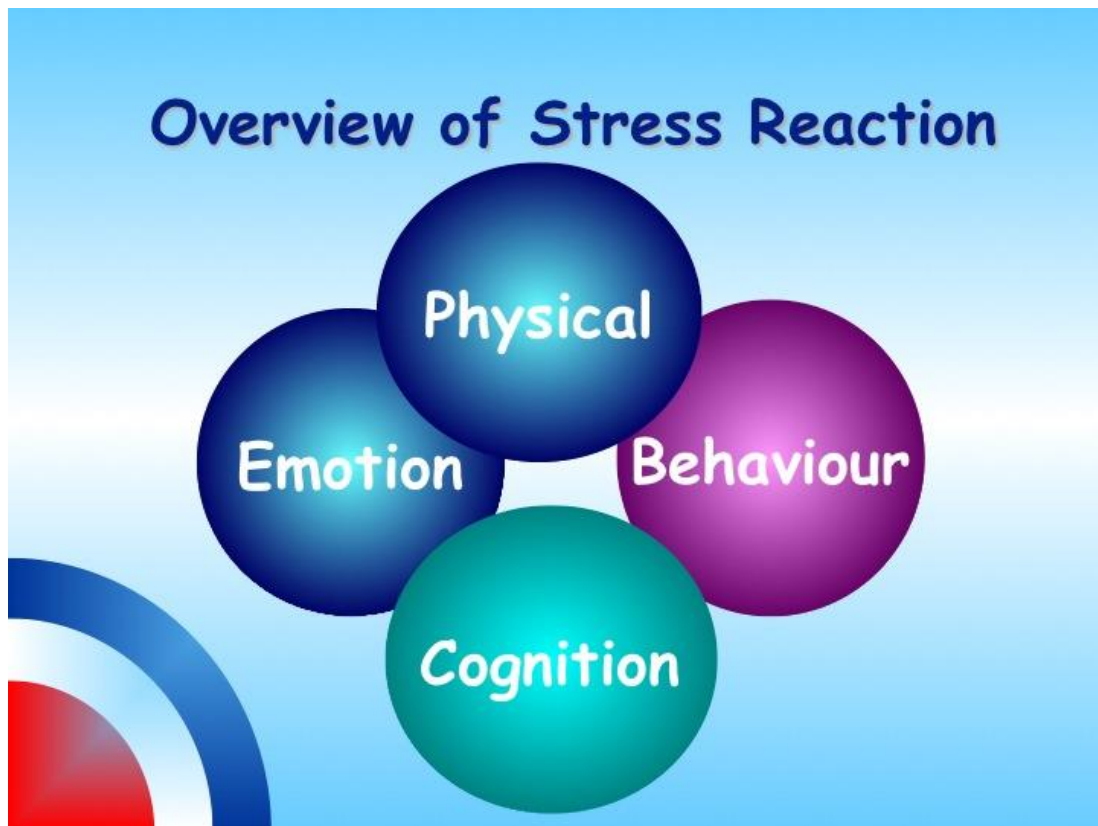 Overview of Stress Reaction
Physical
Emotion
Behaviour
Cognition